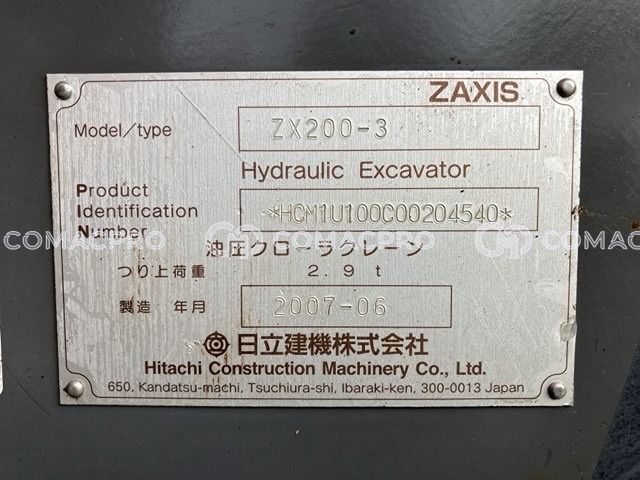 ZAXIS
Model/type ZX200-3
Hydraulic Excavator
Product
Identification *HCM1U100C00204540*
Number
COMACPRO COMACPRO COMACPRO
油圧クローラクレーン
つり上荷重 2.9 t
製造 年月 2007-06
日立建機株式会社
Hitachi Construction Machinery Co., Ltd.
650, Kandatsu-machi, Tsuchiura-shi, Ibaraki-ken, 300-0013 Japan